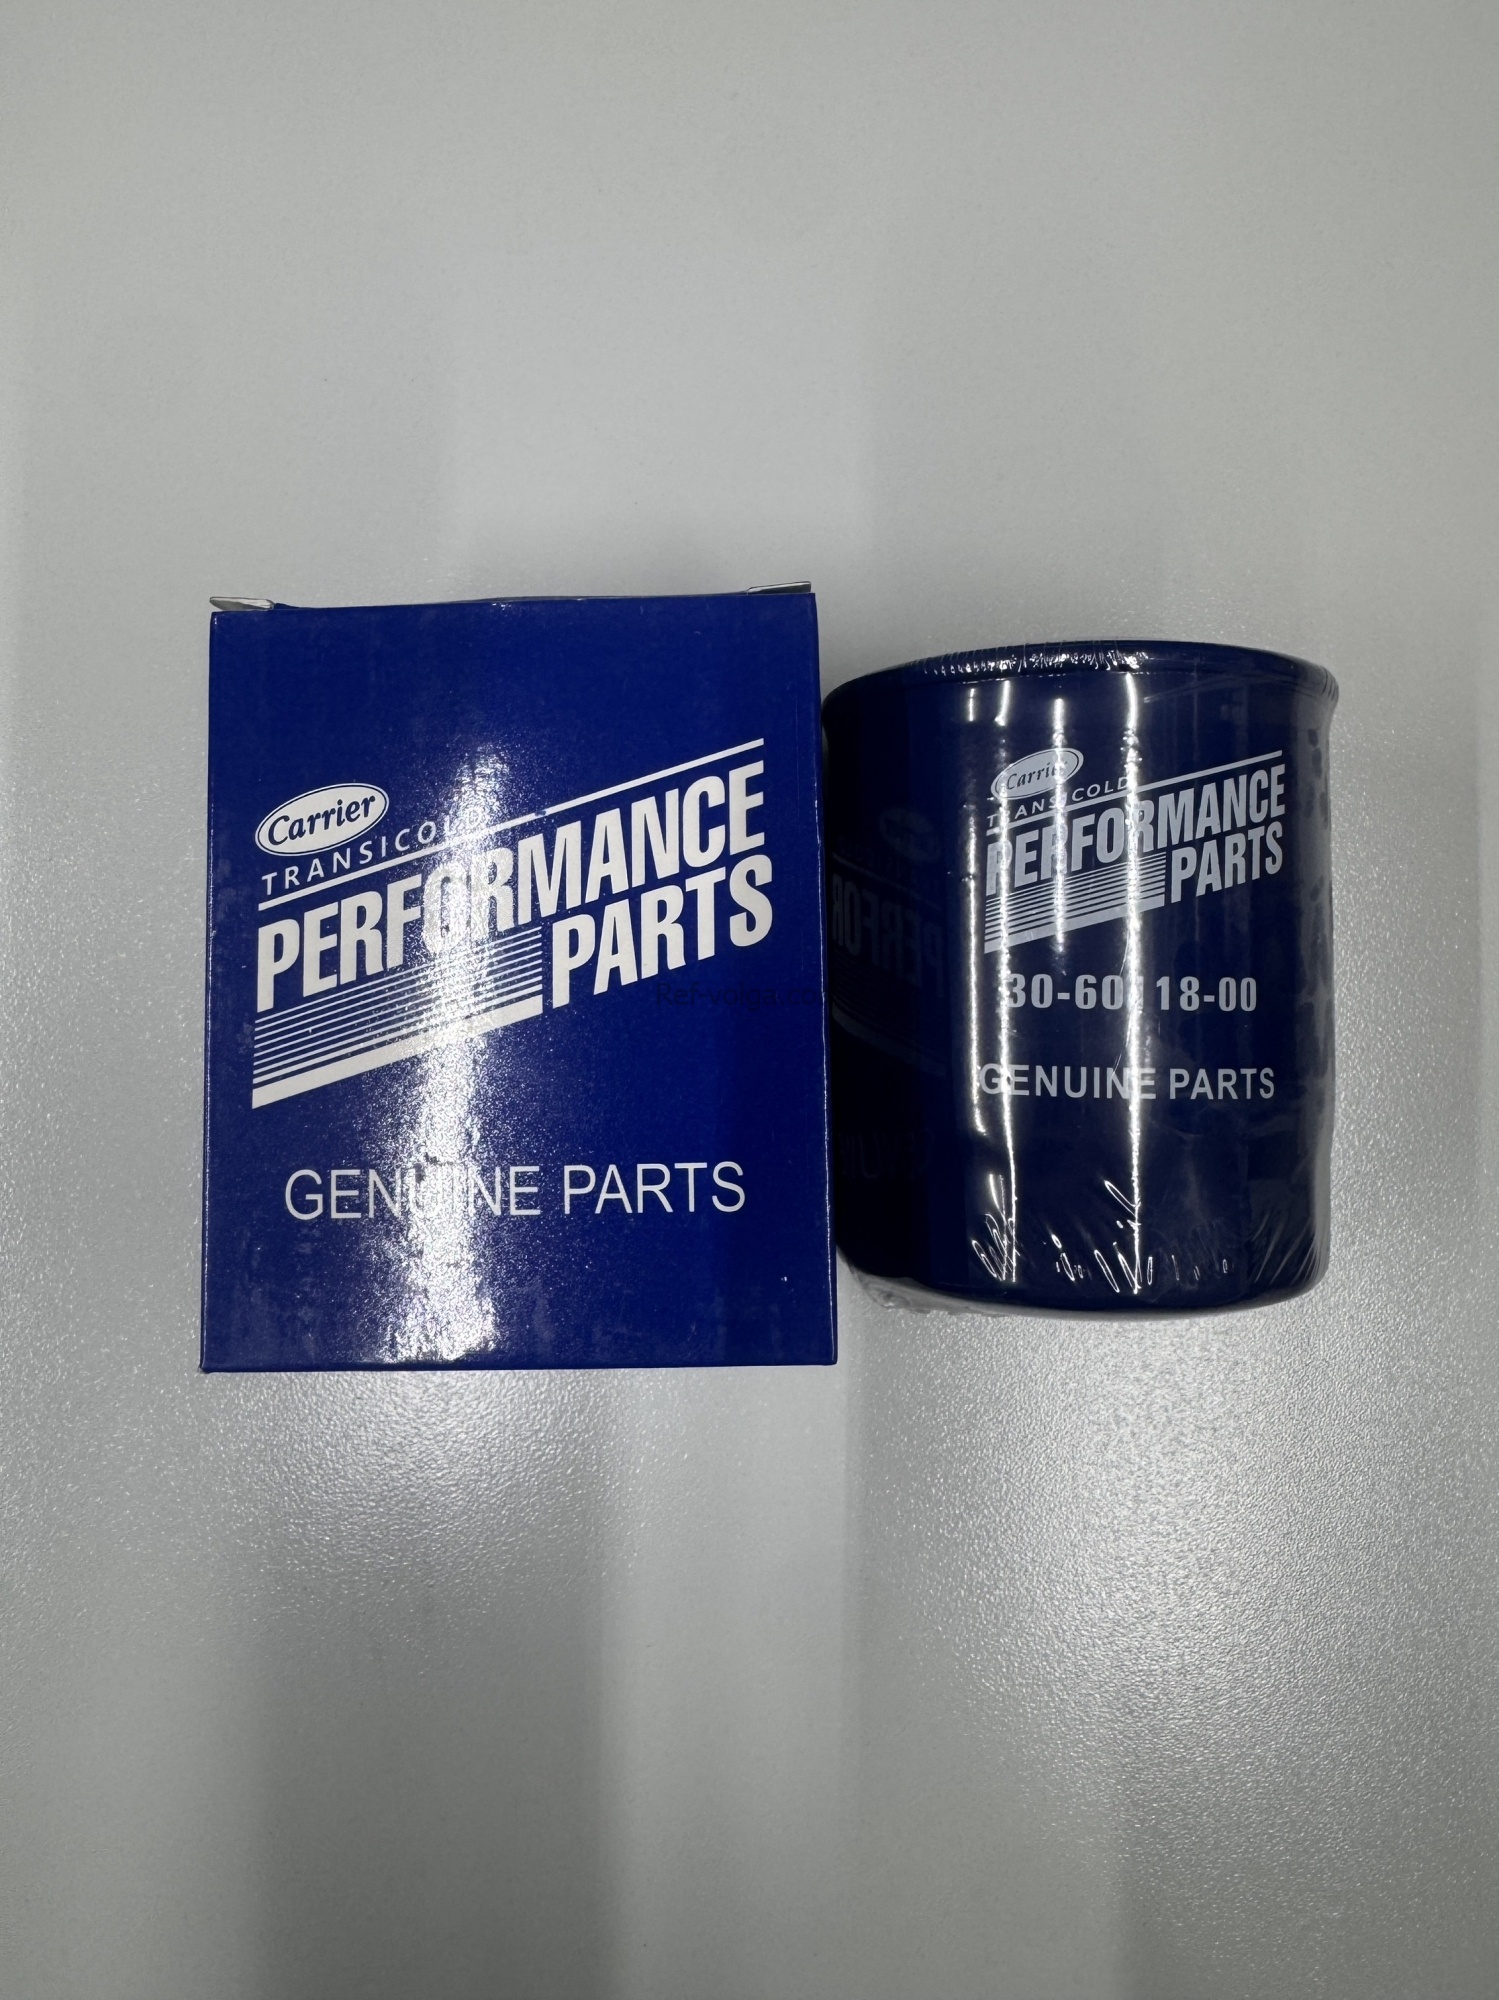 Carrier
TRANSICOLD
PERFORMANCE
PARTS
GENUINE PARTS
Carrier
TRANSICOLD
PERFORMANCE
PARTS
GENUINE PARTS